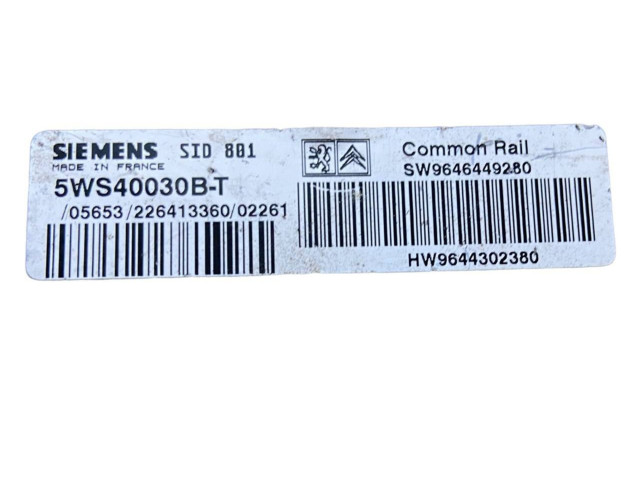 SIEMENS SID 801
MADE IN FRANCE
5WS40030B-T
/05653/226413360/02261
Common Rail
SW9646449280
HW9644302380